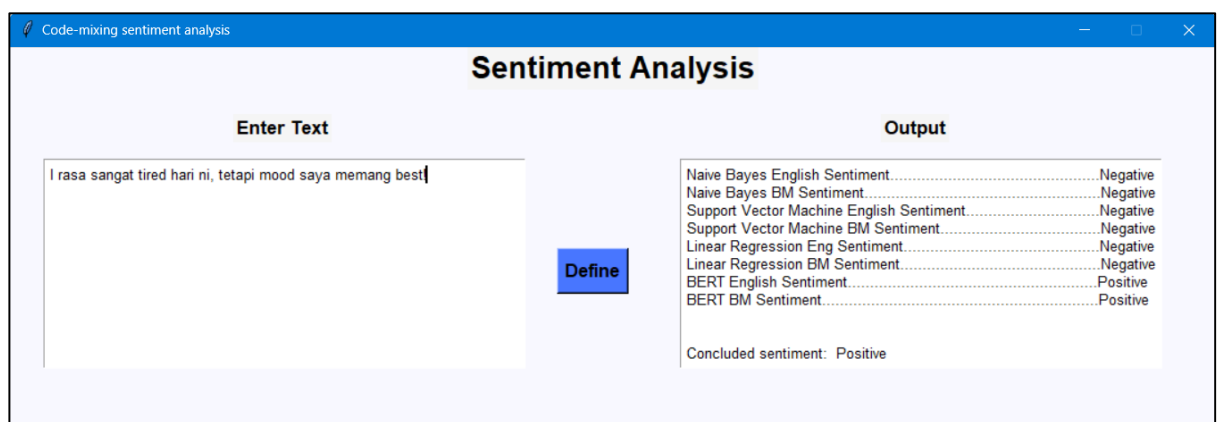 Code-mixing sentiment analysis
Sentiment Analysis
Enter Text
I rasa sangat tired hari ni, tetapi mood saya memang best!
Define
Output
Naive Bayes English Sentiment...............................................Negative
Naive Bayes BM Sentiment.....................................................Negative
Support Vector Machine English Sentiment..............................Negative
Support Vector Machine BM Sentiment....................................Negative
Linear Regression Eng Sentiment............................................Negative
Linear Regression BM Sentiment.............................................Negative
BERT English Sentiment........................................................Positive
BERT BM Sentiment..............................................................Positive
Concluded sentiment:  Positive